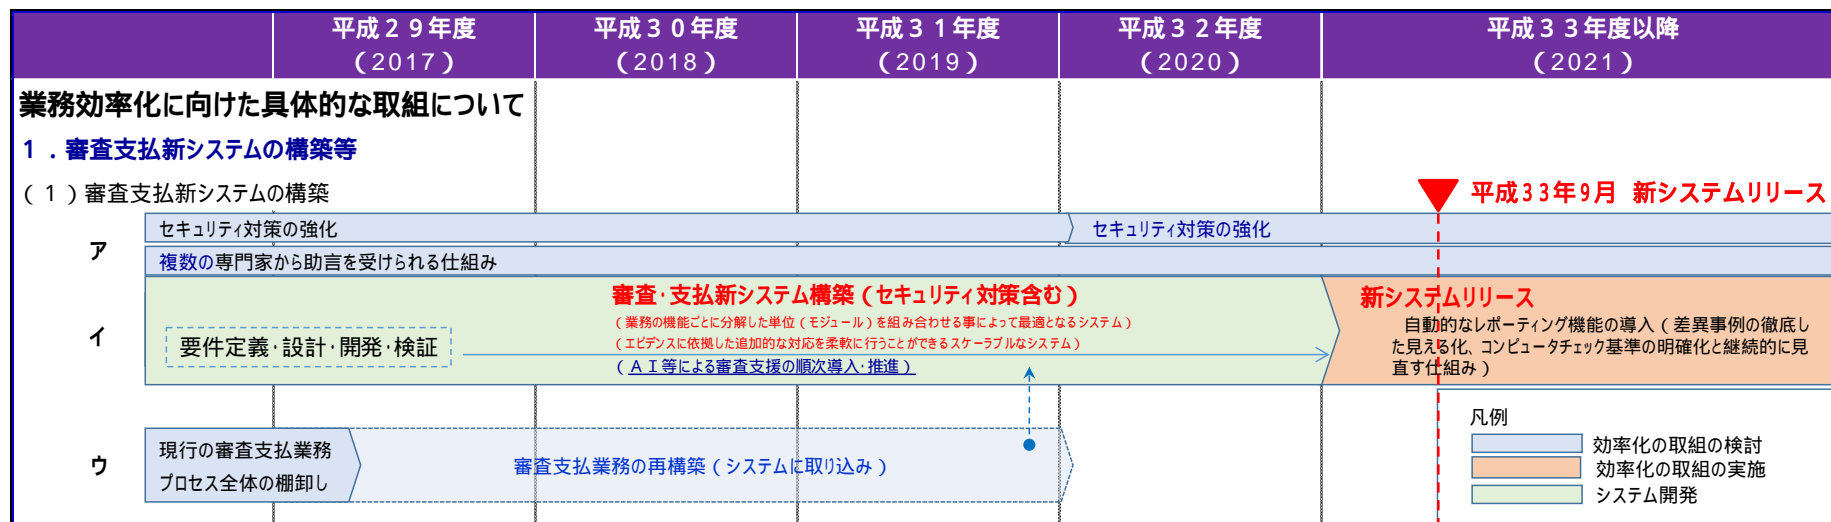 平成２９年度
（2017）
平成３０年度
（2018）
平成３１年度
（2019）
平成３２年度
（2020）
平成３３年度以降
（2021）
業務効率化に向けた具体的な取組について
１．審査支払新システムの構築等
（１）審査支払新システムの構築
平成33年9月 新システムリリース
ア
セキュリティ対策の強化
セキュリティ対策の強化
複数の専門家から助言を受けられる仕組み
イ
審査・支払新システム構築（セキュリティ対策含む）
（業務の機能ごとに分解した単位（モジュール）を組み合わせる事によって最適となるシステム）
（エビデンスに依拠した追加的な対応を柔軟に行うことができるスケーラブルなシステム）
（ＡＩ等による審査支援の順次導入・推進）
要件定義・設計・開発・検証
新システムリリース
自動的なレポーティング機能の導入（差異事例の徹底し
た見える化、コンピュータチェック基準の明確化と継続的に見
直す仕組み）
ウ
現行の審査支払業務
プロセス全体の棚卸し
審査支払業務の再構築（システムに取り込み）
凡例
効率化の取組の検討
効率化の取組の実施
システム開発